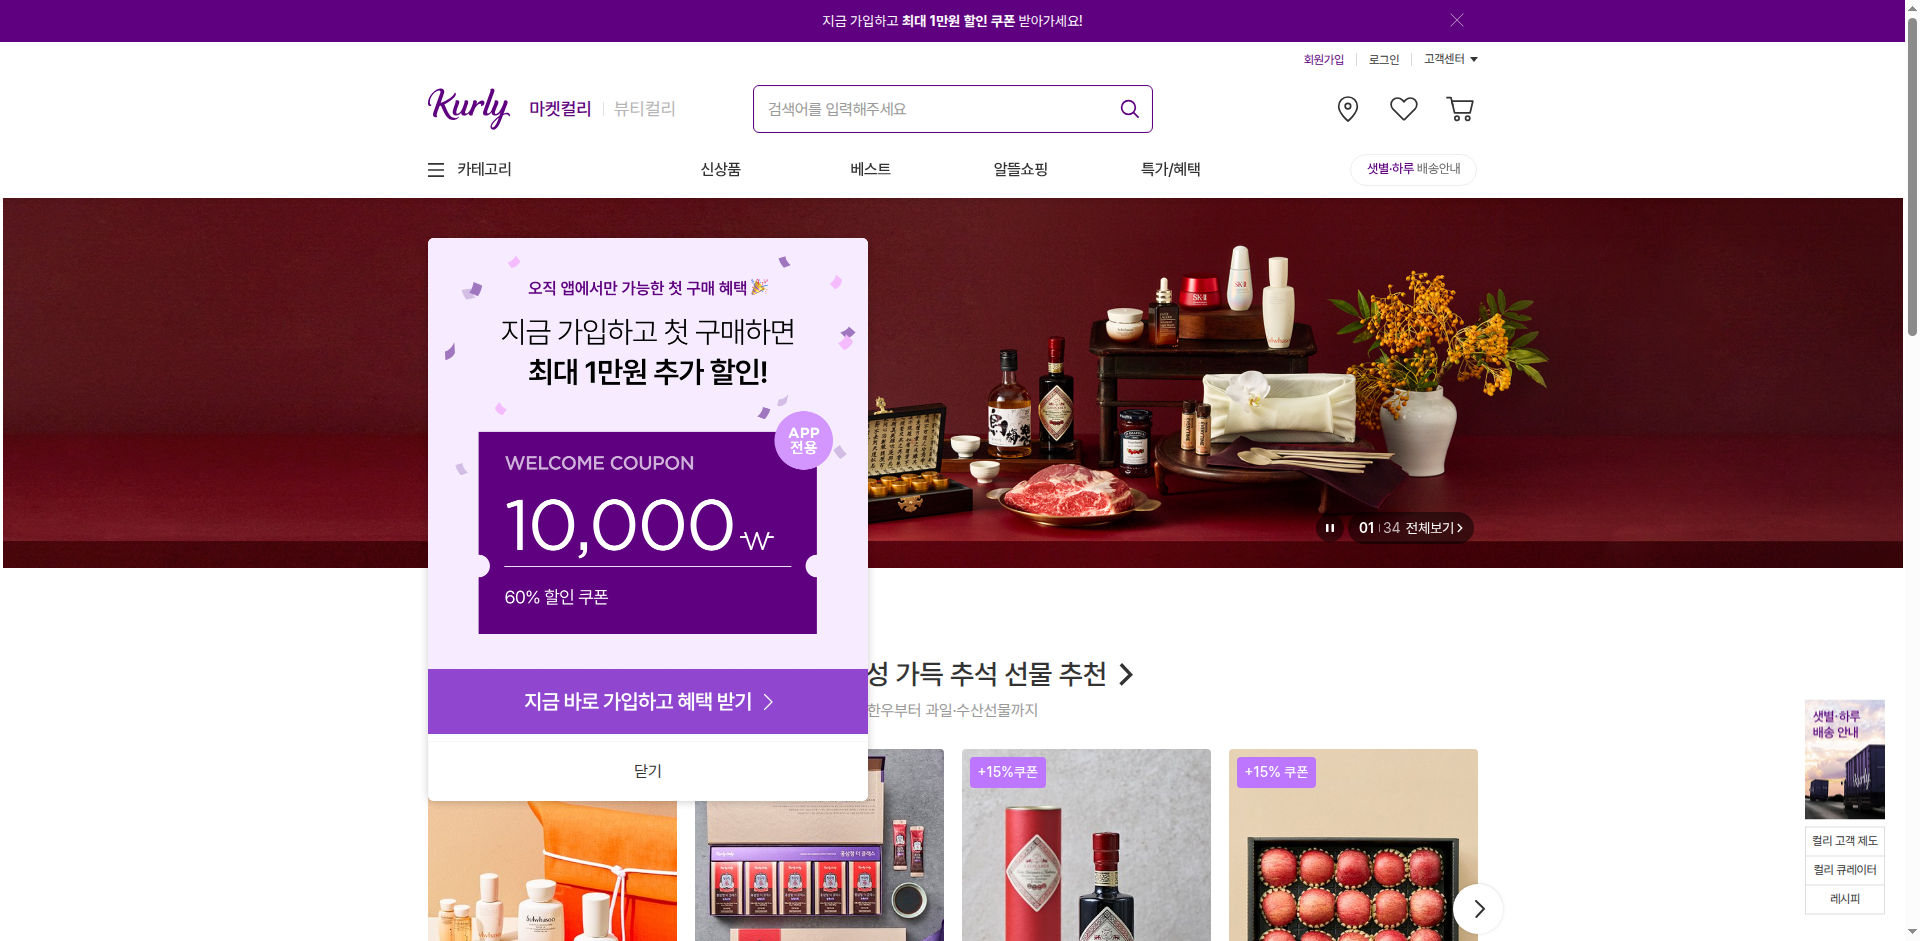 지금 가입하고 최대 1만원 할인 쿠폰 받아가세요!
회원가입
로그인
고객센터
Kurly
마켓컬리
뷰티컬리
검색어를 입력해주세요
카테고리
신상품
베스트
알뜰쇼핑
특가/혜택
샛별·하루 배송안내
오직 앱에서만 가능한 첫 구매 혜택
지금 가입하고 첫 구매하면
최대 1만원 추가 할인!
APP
전용
WELCOME COUPON
10,000₩
60% 할인 쿠폰
지금 바로 가입하고 혜택 받기
닫기
SK-II
SK-II
01 34 전체보기
성 가득 추석 선물 추천
한우부터 과일·수산선물까지
+15%쿠폰
+15% 쿠폰
Sulwhasoo
샛별·하루
배송 안내
Kurly
컬리 고객 제도
컬리 큐레이터
레시피